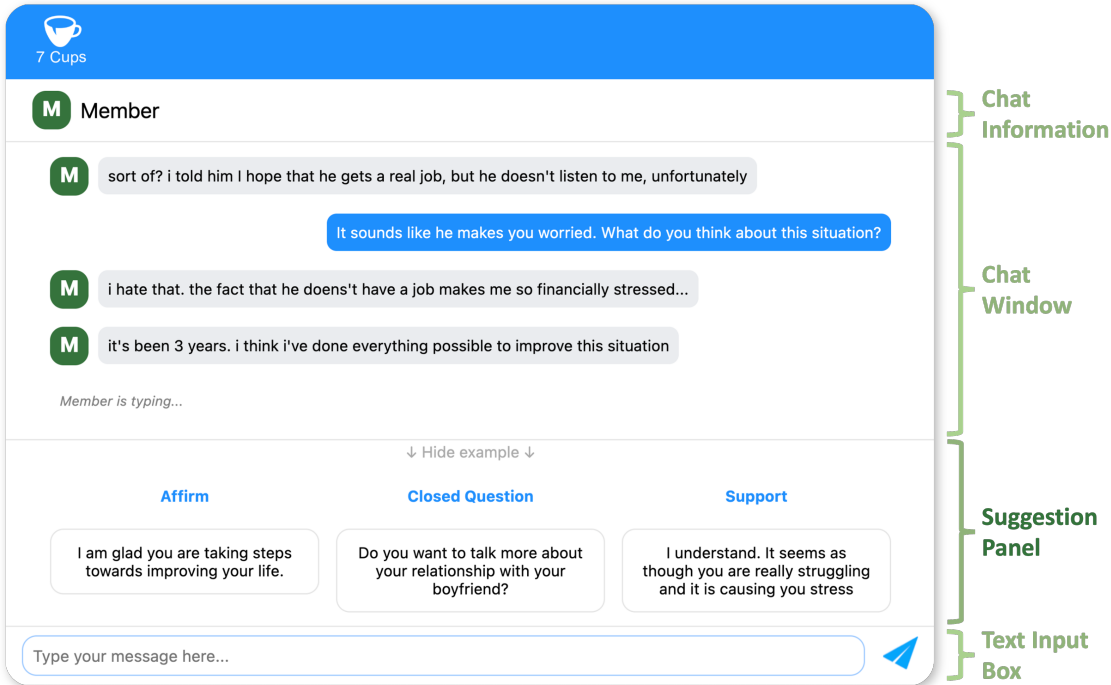 7 Cups
M Member
Chat
Information
M sort of? i told him I hope that he gets a real job, but he doesn't listen to me, unfortunately
It sounds like he makes you worried. What do you think about this situation?
M i hate that. the fact that he doens't have a job makes me so financially stressed...
Chat
Window
M it's been 3 years. i think i've done everything possible to improve this situation
Member is typing...
↓ Hide example ↓
Affirm
Closed Question
Support
I am glad you are taking steps
towards improving your life.
Do you want to talk more about
your relationship with your
boyfriend?
I understand. It seems as
though you are really struggling
and it is causing you stress
Suggestion
Panel
Type your message here...
Text Input
Box